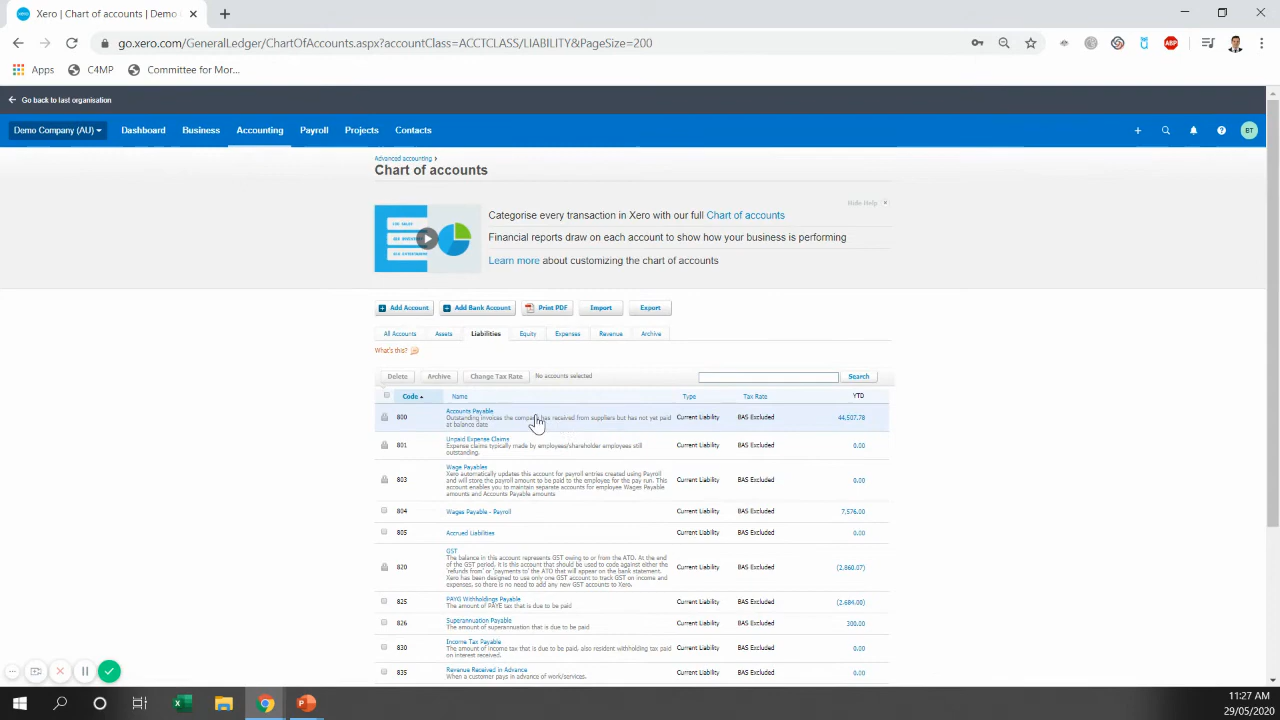 Xero | Chart of accounts | Demo
go.xero.com/GeneralLedger/ChartOfAccounts.aspx?accountClass=ACCTCLASS/LIABILITY&PageSize=200
ABP
Apps C4MP Committee for Mor...
Go back to last organisation
Demo Company (AU) Dashboard Business Accounting Payroll Projects Contacts BT
Advanced accounting ›
Chart of accounts
Hide Help
Categorise every transaction in Xero with our full Chart of accounts
Financial reports draw on each account to show how your business is performing
Learn more about customizing the chart of accounts
Add Account Add Bank Account Print PDF Import Export
All Accounts Assets Liabilities Equity Expenses Revenue Archive
What's this?
Delete Archive Change Tax Rate No accounts selected Search
Code Name Type Tax Rate YTD
Accounts Payable
800 Outstanding invoices the company has received from suppliers but has not yet paid Current Liability BAS Excluded 44,507.78
at balance date
Unpaid Expense Claims
801 Expense claims typically made by employees/shareholder employees still Current Liability BAS Excluded 0.00
outstanding.
Wage Payables
Xero automatically updates this account for payroll entries created using Payroll
803 and will store the payroll amount to be paid to the employee for the pay run. This Current Liability BAS Excluded 0.00
account enables you to maintain separate accounts for employee Wages Payable
amounts and Accounts Payable amounts
804 Wages Payable - Payroll Current Liability BAS Excluded 7,576.00
805 Accrued Liabilities Current Liability BAS Excluded 0.00
GST
The balance in this account represents GST owing to or from the ATO. At the end
of the GST period, it is this account that should be used to code against either the
820 'refunds from' or 'payments to' the ATO that will appear on the bank statement. Current Liability BAS Excluded (2,860.07)
Xero has been designed to use only one GST account to track GST on income and
expenses, so there is no need to add any new GST accounts to Xero.
825 PAYG Withholdings Payable Current Liability BAS Excluded (2,684.00)
The amount of PAYE tax that is due to be paid
826 Superannuation Payable Current Liability BAS Excluded 300.00
The amount of superannuation that is due to be paid
Income Tax Payable
830 The amount of income tax that is due to be paid, also resident withholding tax paid Current Liability BAS Excluded 0.00
on interest received.
835 Revenue Received in Advance Current Liability BAS Excluded 0.00
When a customer pays in advance of work/services.
11:27 AM
29/05/2020